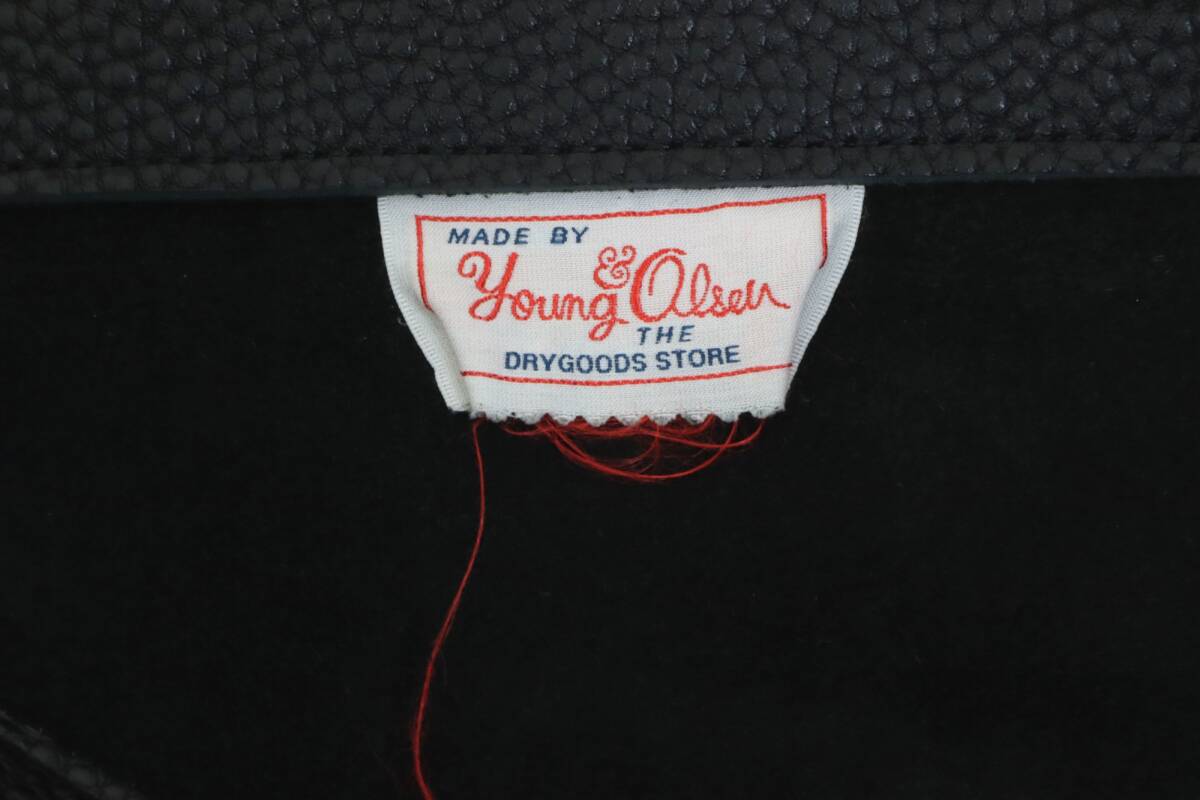 MADE BY
Young & Olsen
THE
DRYGOODS STORE